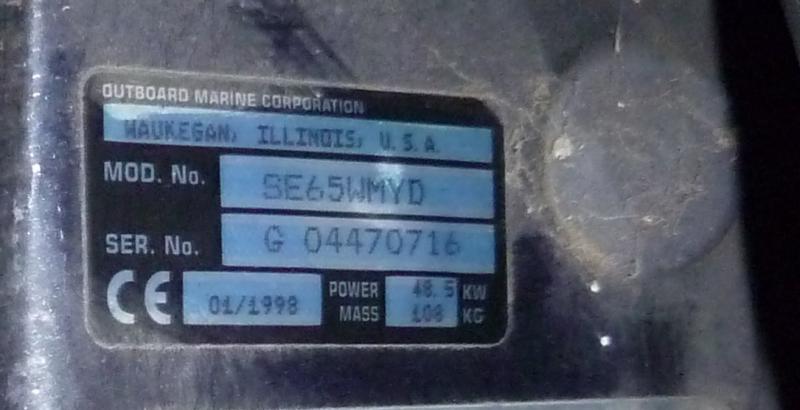 OUTBOARD MARINE CORPORATION
WAUKEGAN, ILLINOIS, U.S.A.
MOD. No. SE65WMYD
SER. No. G 04470716
CE 01/1998 POWER 48.5 KW
MASS 108 KG